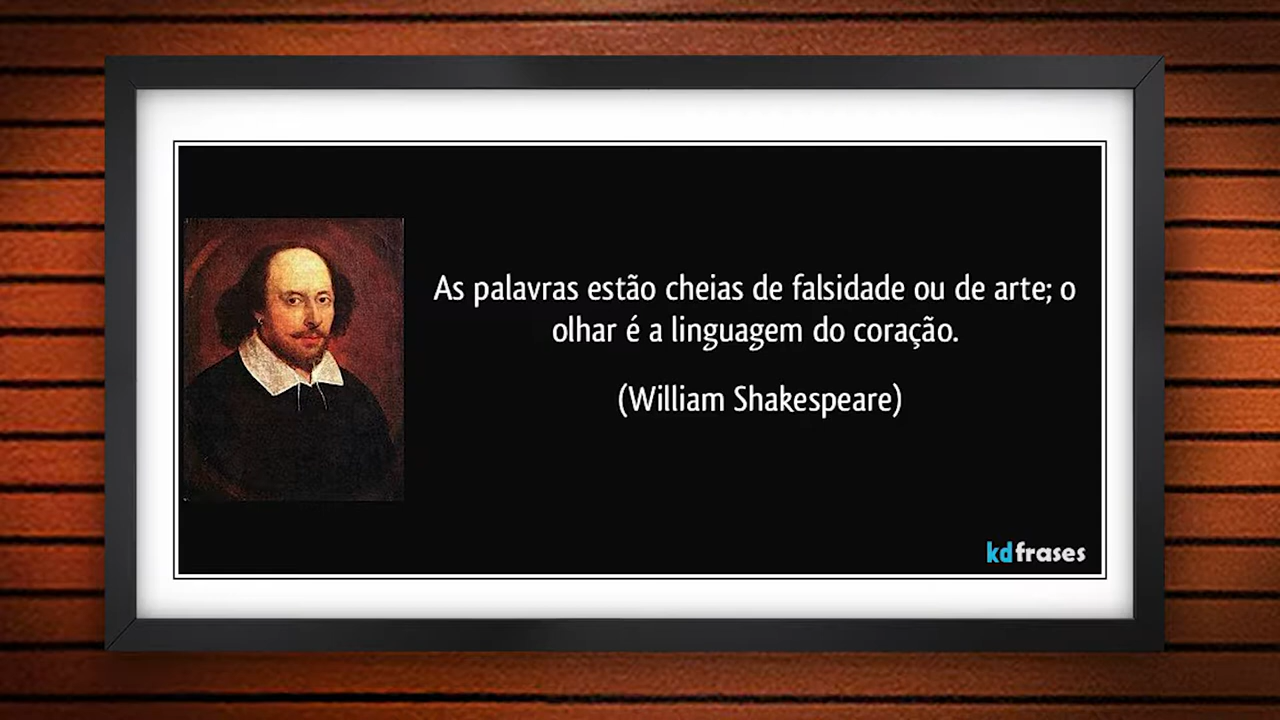 As palavras estão cheias de falsidade ou de arte; o
olhar é a linguagem do coração.
(William Shakespeare)
kdfrases